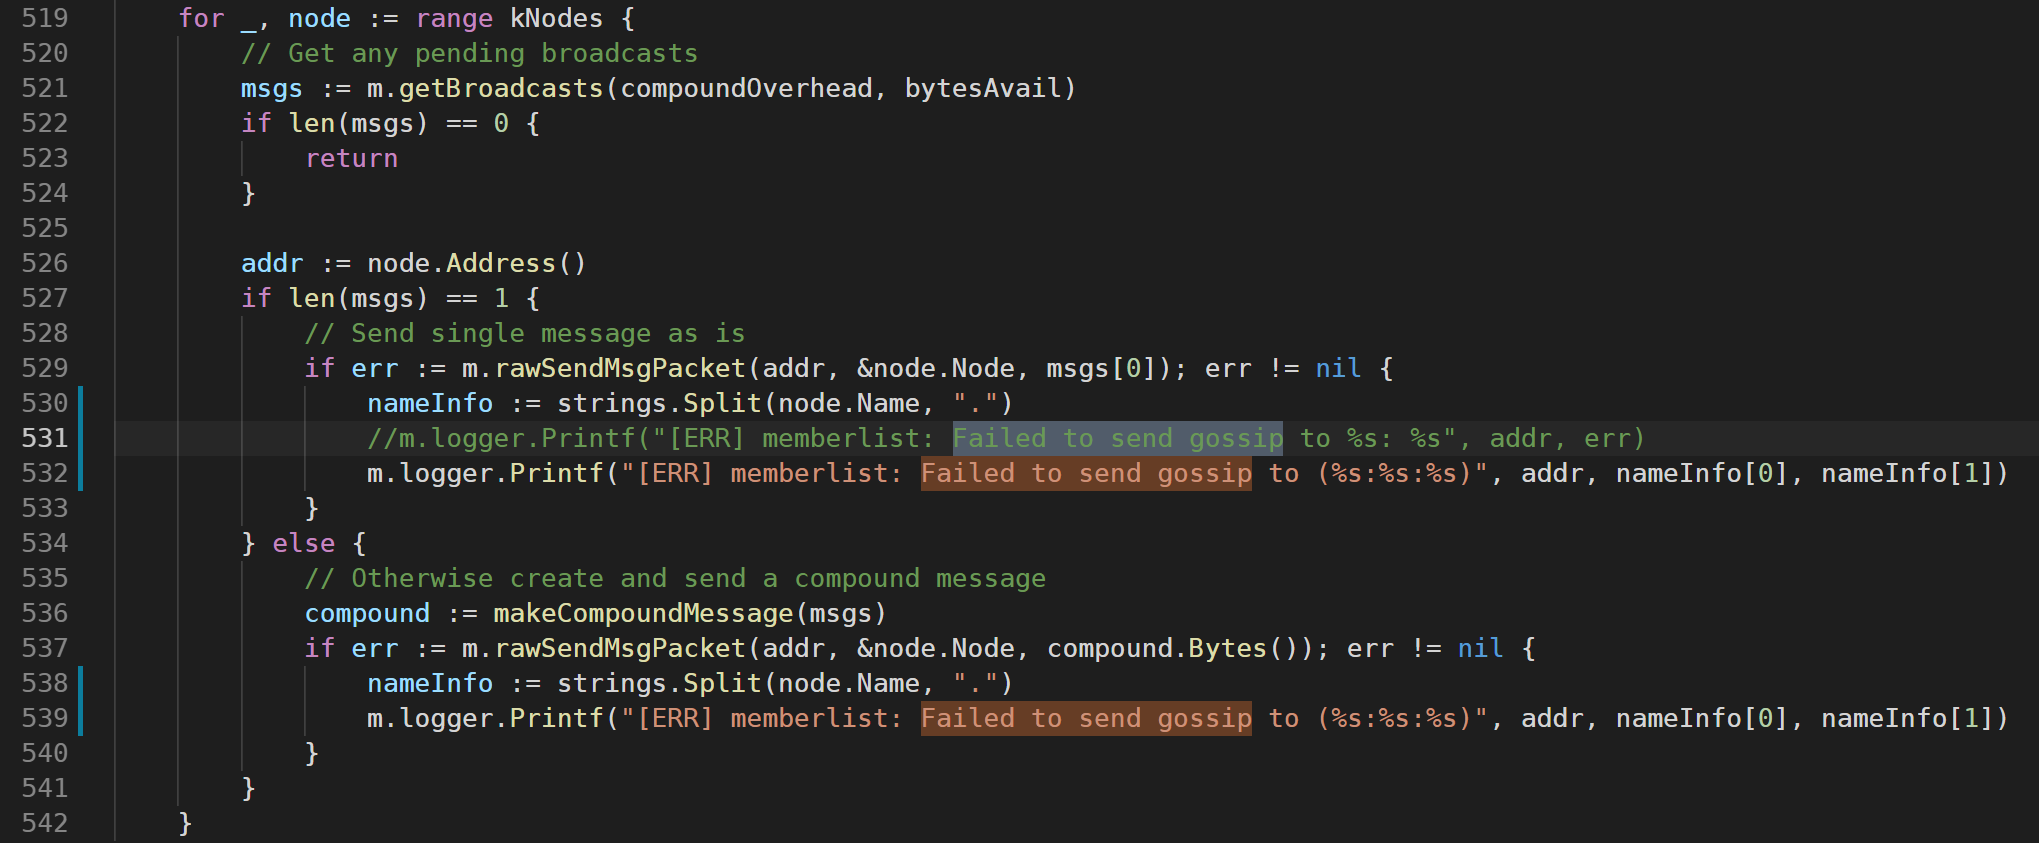 519 for _, node := range kNodes {
520 // Get any pending broadcasts
521 msgs := m.getBroadcasts(compoundOverhead, bytesAvail)
522 if len(msgs) == 0 {
523 return
524 }
525
526 addr := node.Address()
527 if len(msgs) == 1 {
528 // Send single message as is
529 if err := m.rawSendMsgPacket(addr, &node.Node, msgs[0]); err != nil {
530 nameInfo := strings.Split(node.Name, ".")
531 //m.logger.Printf("[ERR] memberlist: Failed to send gossip to %s: %s", addr, err)
532 m.logger.Printf("[ERR] memberlist: Failed to send gossip to (%s:%s:%s)", addr, nameInfo[0], nameInfo[1])
533 }
534 } else {
535 // Otherwise create and send a compound message
536 compound := makeCompoundMessage(msgs)
537 if err := m.rawSendMsgPacket(addr, &node.Node, compound.Bytes()); err != nil {
538 nameInfo := strings.Split(node.Name, ".")
539 m.logger.Printf("[ERR] memberlist: Failed to send gossip to (%s:%s:%s)", addr, nameInfo[0], nameInfo[1])
540 }
541 }
542 }